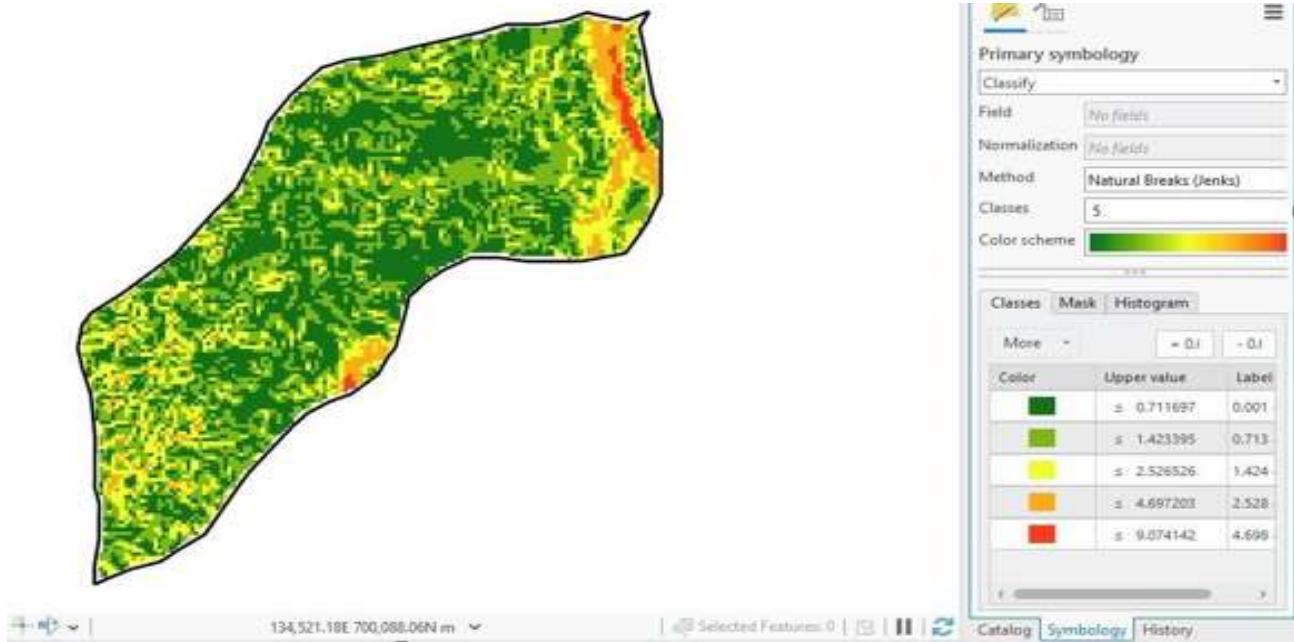 Primary symbology
Classify
Field No fields
Normalization No fields
Method Natural Breaks (Jenks)
Classes 5
Color scheme
Classes Mask Histogram
More
Color Upper value Label
≤ 0.711697 0.001
≤ 1.423395 0.713
≤ 2.526526 1.424
≤ 4.697203 2.528
≤ 9.074142 4.698
134,521.18E 700,088.06N m
Selected Features: 0
Catalog Symbology History